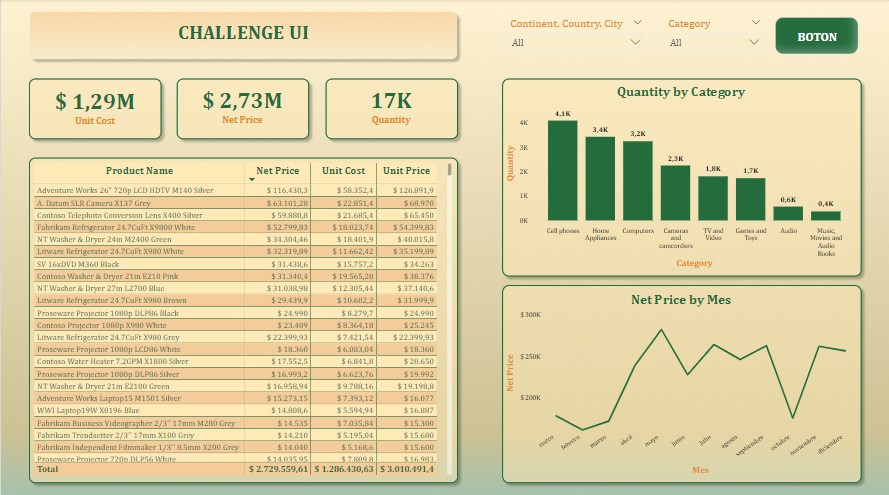 CHALLENGE UI
Continent, Country, City
All
Category
All
BOTON
$ 1,29M
Unit Cost
$ 2,73M
Net Price
17K
Quantity
Product Name Net Price Unit Cost Unit Price
Adventure Works 26" 720p LCD HDTV M140 Silver $ 116.430,3 $ 58.352,4 $ 126.891,9
A. Datum SLR Camera X137 Grey $ 63.101,28 $ 22.851,4 $ 68.970
Contoso Telephoto Conversion Lens X400 Silver $ 59.880,8 $ 21.685,4 $ 65.450
Fabrikam Refrigerator 24.7CuFt X9800 White $ 52.799,83 $ 18.023,74 $ 54.399,83
NT Washer & Dryer 24in M2400 Green $ 34.304,46 $ 18.401,9 $ 40.015,8
Litware Refrigerator 24.7CuFt X980 White $ 32.319,89 $ 11.662,42 $ 35.199,89
SV 16xDVD M360 Black $ 31.438,6 $ 15.757,2 $ 34.263
Contoso Washer & Dryer 21in E210 Pink $ 31.340,4 $ 19.565,28 $ 38.376
NT Washer & Dryer 27in L2700 Blue $ 31.038,98 $ 12.305,44 $ 37.140,6
Litware Refrigerator 24.7CuFt X980 Brown $ 29.439,9 $ 10.602,2 $ 31.999,9
Proseware Projector 1080p DLP86 Black $ 24.990 $ 8.279,7 $ 24.990
Contoso Projector 1080p X980 White $ 23.409 $ 8.364,18 $ 25.245
Litware Refrigerator 24.7CuFt X980 Grey $ 22.399,93 $ 7.421,54 $ 22.399,93
Proseware Projector 1080p LCD86 White $ 18.360 $ 6.083,04 $ 18.360
Contoso Water Heater 7.2GPM X1800 Silver $ 17.552,5 $ 6.841,8 $ 20.650
Proseware Projector 1080p DLP86 Silver $ 16.993,2 $ 6.623,76 $ 19.992
NT Washer & Dryer 21in E2100 Green $ 16.958,94 $ 9.788,16 $ 19.198,8
Adventure Works Laptop15 M1501 Silver $ 15.273,15 $ 7.393,12 $ 16.077
WWI Laptop19W X0196 Blue $ 14.808,6 $ 5.594,94 $ 16.887
Fabrikam Business Videographer 2/3" 17mm M280 Grey $ 14.535 $ 7.035,84 $ 15.300
Fabrikam Trendsetter 2/3" 17mm X100 Grey $ 14.210 $ 5.195,04 $ 15.680
Fabrikam Independent Filmmaker 1/3" 8.5mm X200 Grey $ 14.040 $ 5.168,6 $ 15.600
Proseware Projector 720p DLP56 White $ 14.035,95 $ 7.809,8 $ 16.983
Total $ 2.729.559,61 $ 1.286.430,63 $ 3.010.491,4
Quantity by Category
Quantity
4K
3K
2K
1K
0K
4,1K
3,4K
3,2K
2,3K
1,8K
1,7K
0,6K
0,4K
Cell phones
Home
Appliances
Computers
Cameras
and
camcorders
TV and
Video
Games and
Toys
Audio
Music,
Movies and
Audio
Books
Category
Net Price by Mes
Net Price
$ 300K
$ 250K
$ 200K
enero
febrero
marzo
abril
mayo
junio
julio
agosto
septiembre
octubre
noviembre
diciembre
Mes